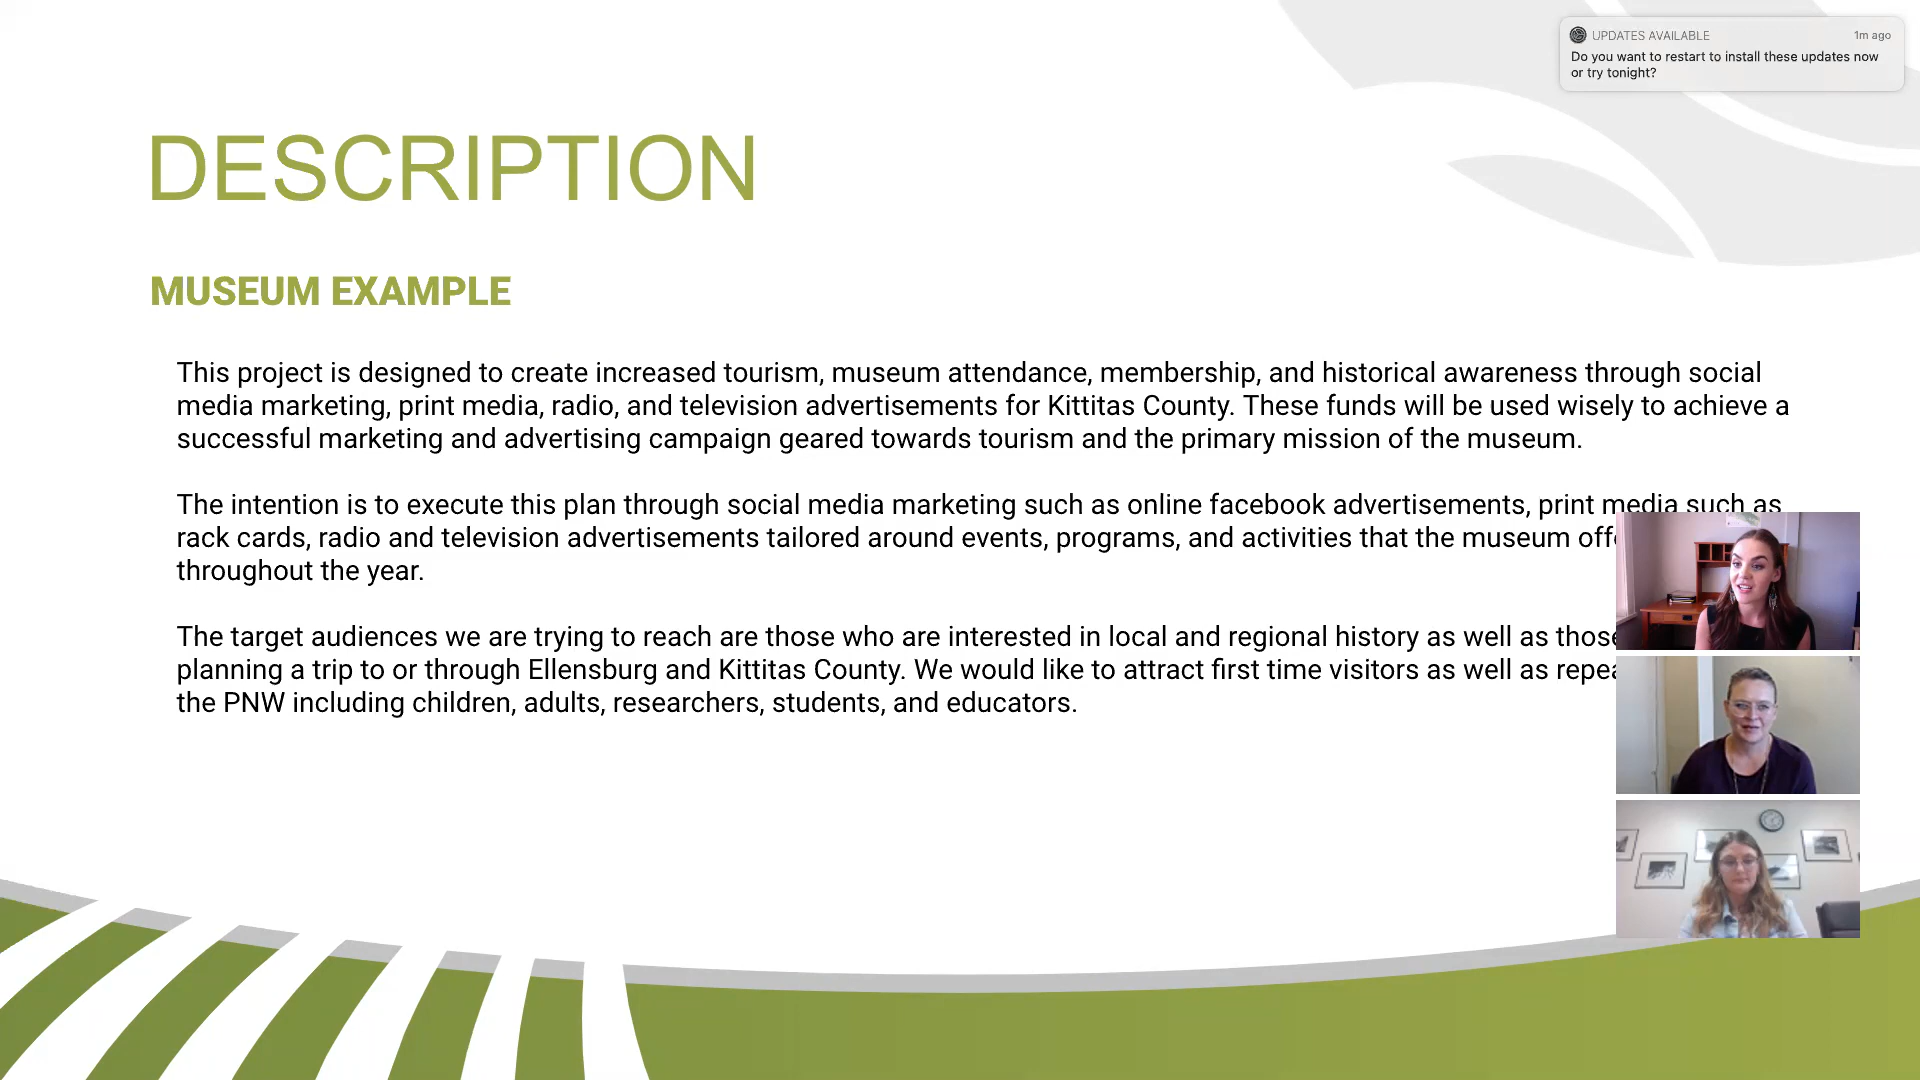 UPDATES AVAILABLE
1m ago
Do you want to restart to install these updates now
or try tonight?
DESCRIPTION
MUSEUM EXAMPLE
This project is designed to create increased tourism, museum attendance, membership, and historical awareness through social
media marketing, print media, radio, and television advertisements for Kittitas County. These funds will be used wisely to achieve a
successful marketing and advertising campaign geared towards tourism and the primary mission of the museum.
The intention is to execute this plan through social media marketing such as online facebook advertisements, print media such as
rack cards, radio and television advertisements tailored around events, programs, and activities that the museum
throughout the year.
The target audiences we are trying to reach are those who are interested in local and regional history as well as those
planning a trip to or through Ellensburg and Kittitas County. We would like to attract first time visitors as well as
the PNW including children, adults, researchers, students, and educators.